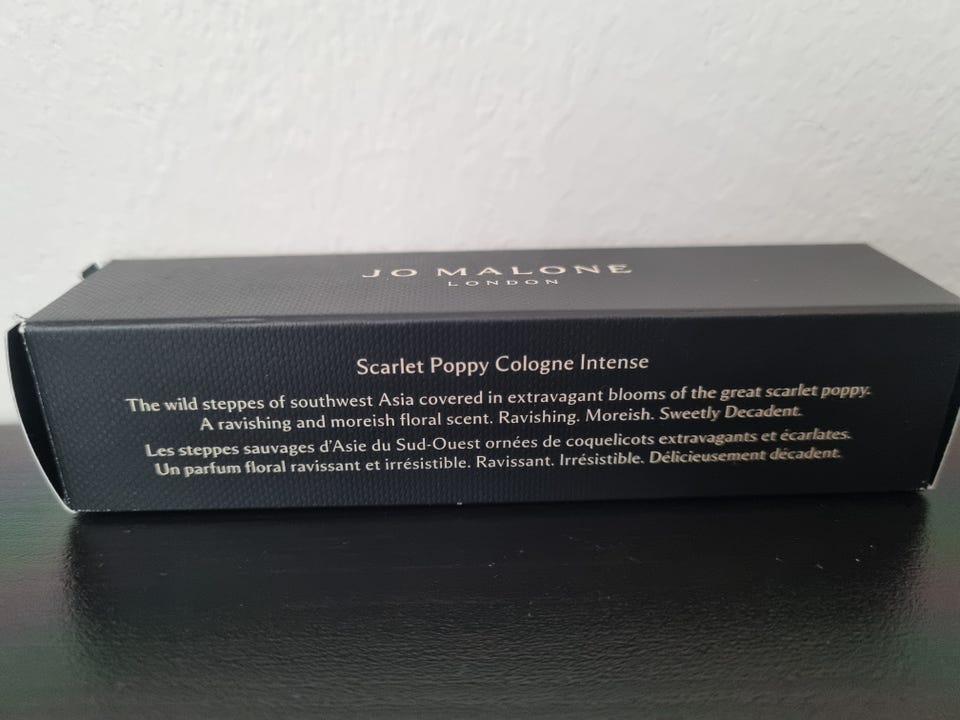 JO MALONE
LONDON
Scarlet Poppy Cologne Intense
The wild steppes of southwest Asia covered in extravagant blooms of the great scarlet poppy.
A ravishing and moreish floral scent. Ravishing. Moreish. Sweetly Decadent.
Les steppes sauvages d'Asie du Sud-Ouest ornées de coquelicots extravagants et écarlates.
Un parfum floral ravissant et irrésistible. Ravissant. Irrésistible. Délicieusement décadent.